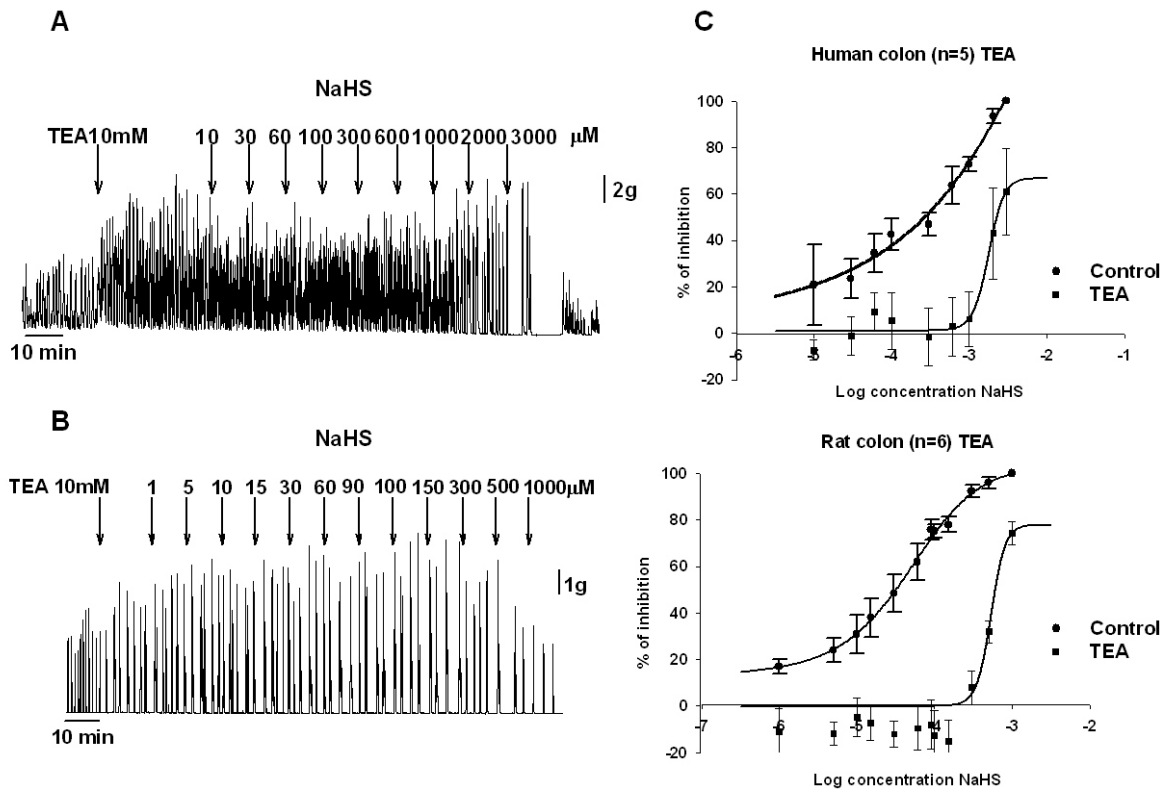 A
NaHS
TEA10mM 10 30 60 100 300 600 1000 2000 3000 μM
2g
10 min
B
NaHS
TEA 10mM 1 5 10 15 30 60 90 100 150 300 500 1000μM
1g
10 min
C
Human colon (n=5) TEA
% of inhibition
100
80
60
40
20
0
-20
-6 -5 -4 -3 -2 -1
Log concentration NaHS
Control
TEA
Rat colon (n=6) TEA
% of inhibition
100
80
60
40
20
0
-20
-7 -6 -5 -4 -3 -2
Log concentration NaHS
Control
TEA